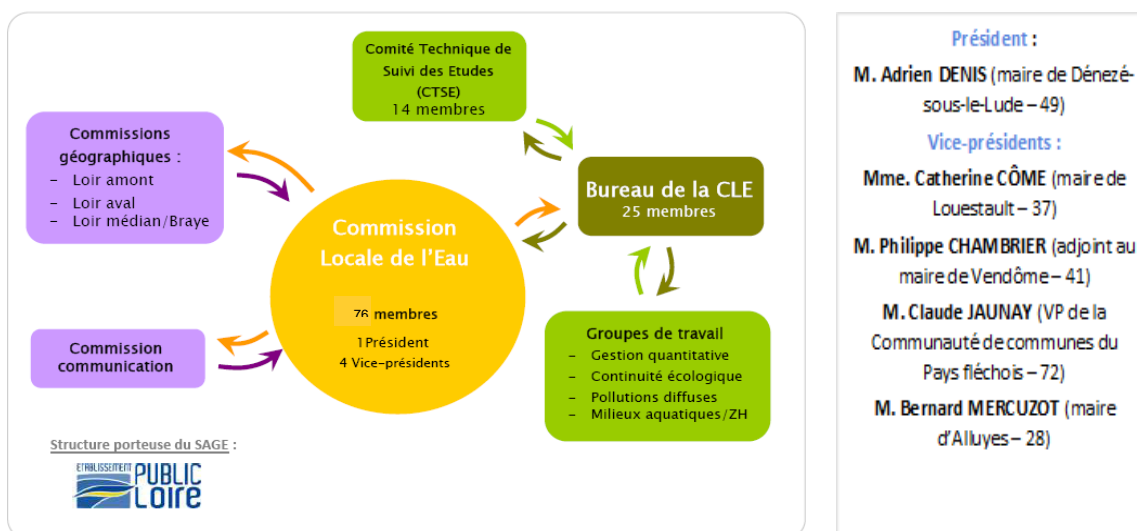 Comité Technique de
Suivi des Etudes
(CTSE)
14 membres
Commissions
géographiques :
- Loir amont
- Loir aval
- Loir médian/Braye
Bureau de la CLE
25 membres
Commission
Locale de l'Eau
76 membres
1Président
4 Vice-présidents
Groupes de travail
- Gestion quantitative
- Continuité écologique
- Pollutions diffuses
- Milieux aquatiques/ZH
Commission
communication
Structure porteuse du SAGE :
ETABLISSEMENT PUBLIC
LOIRE
Président :
M. Adrien DENIS (maire de Dénezé-
sous-le-Lude – 49)
Vice-présidents :
Mme. Catherine CÔME (maire de
Louestault – 37)
M. Philippe CHAMBRIER (adjoint au
maire de Vendôme – 41)
M. Claude JAUNAY (VP de la
Communauté de communes du
Pays fléchois – 72)
M. Bernard MERCUZOT (maire
d'Alluyes – 28)